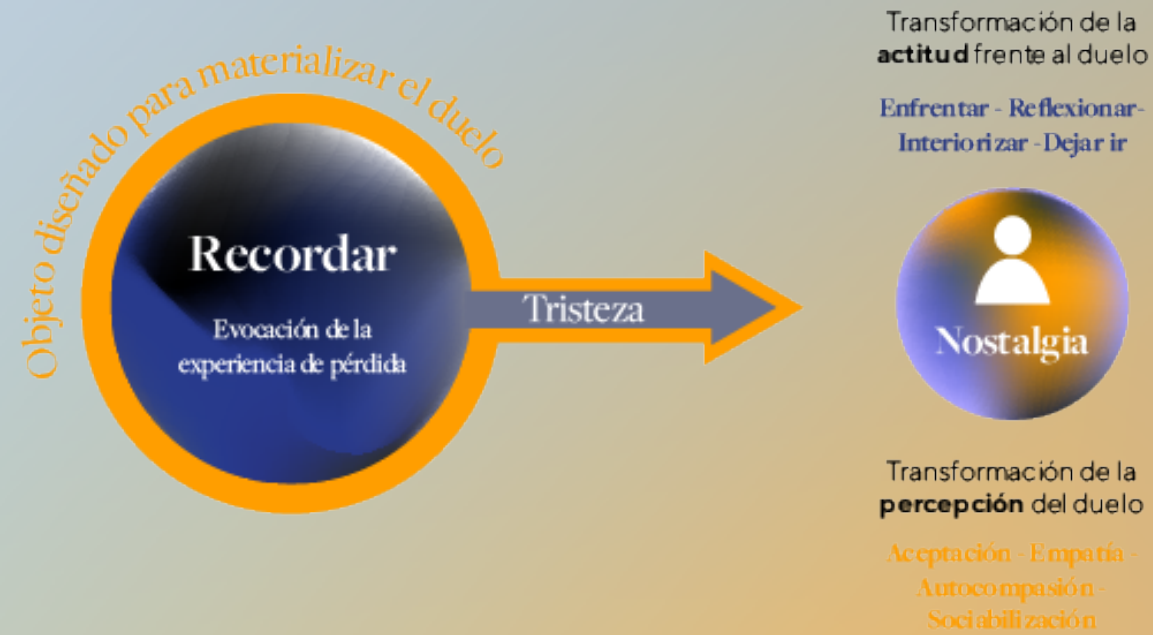 Objeto diseñado para materializar el duelo
Recordar
Evocación de la
experiencia de pérdida
Tristeza
Transformación de la
actitud frente al duelo
Enfrentar - Reflexionar-
Interiorizar - Dejar ir
Nostalgia
Transformación de la
percepción del duelo
Aceptación - Empatía -
Autocompasión -
Sociabilización